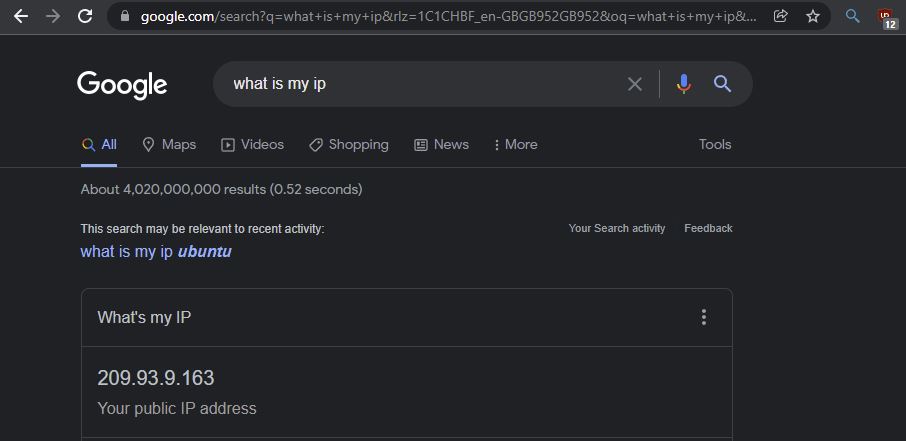 google.com/search?q=what+is+my+ip&rlz=1C1CHBF_en-GBGB952GB952&oq=what+is+my+ip&...
12
Google
what is my ip
All Maps Videos Shopping News More Tools
About 4,020,000,000 results (0.52 seconds)
This search may be relevant to recent activity: Your Search activity Feedback
what is my ip ubuntu
What's my IP
209.93.9.163
Your public IP address